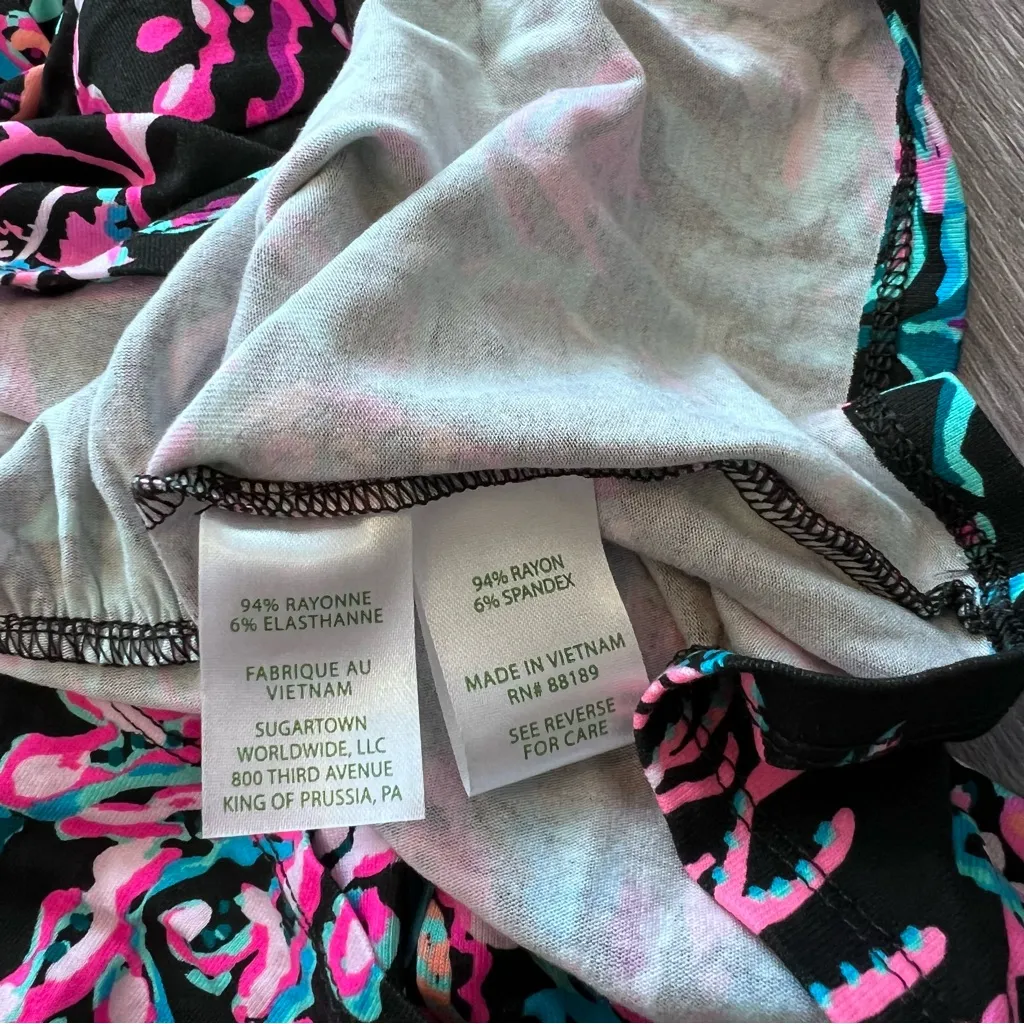 94% RAYONNE
6% ELASTHANNE
FABRIQUE AU
VIETNAM
SUGARTOWN
WORLDWIDE, LLC
800 THIRD AVENUE
KING OF PRUSSIA, PA
94% RAYON
6% SPANDEX
MADE IN VIETNAM
RN# 88189
SEE REVERSE
FOR CARE